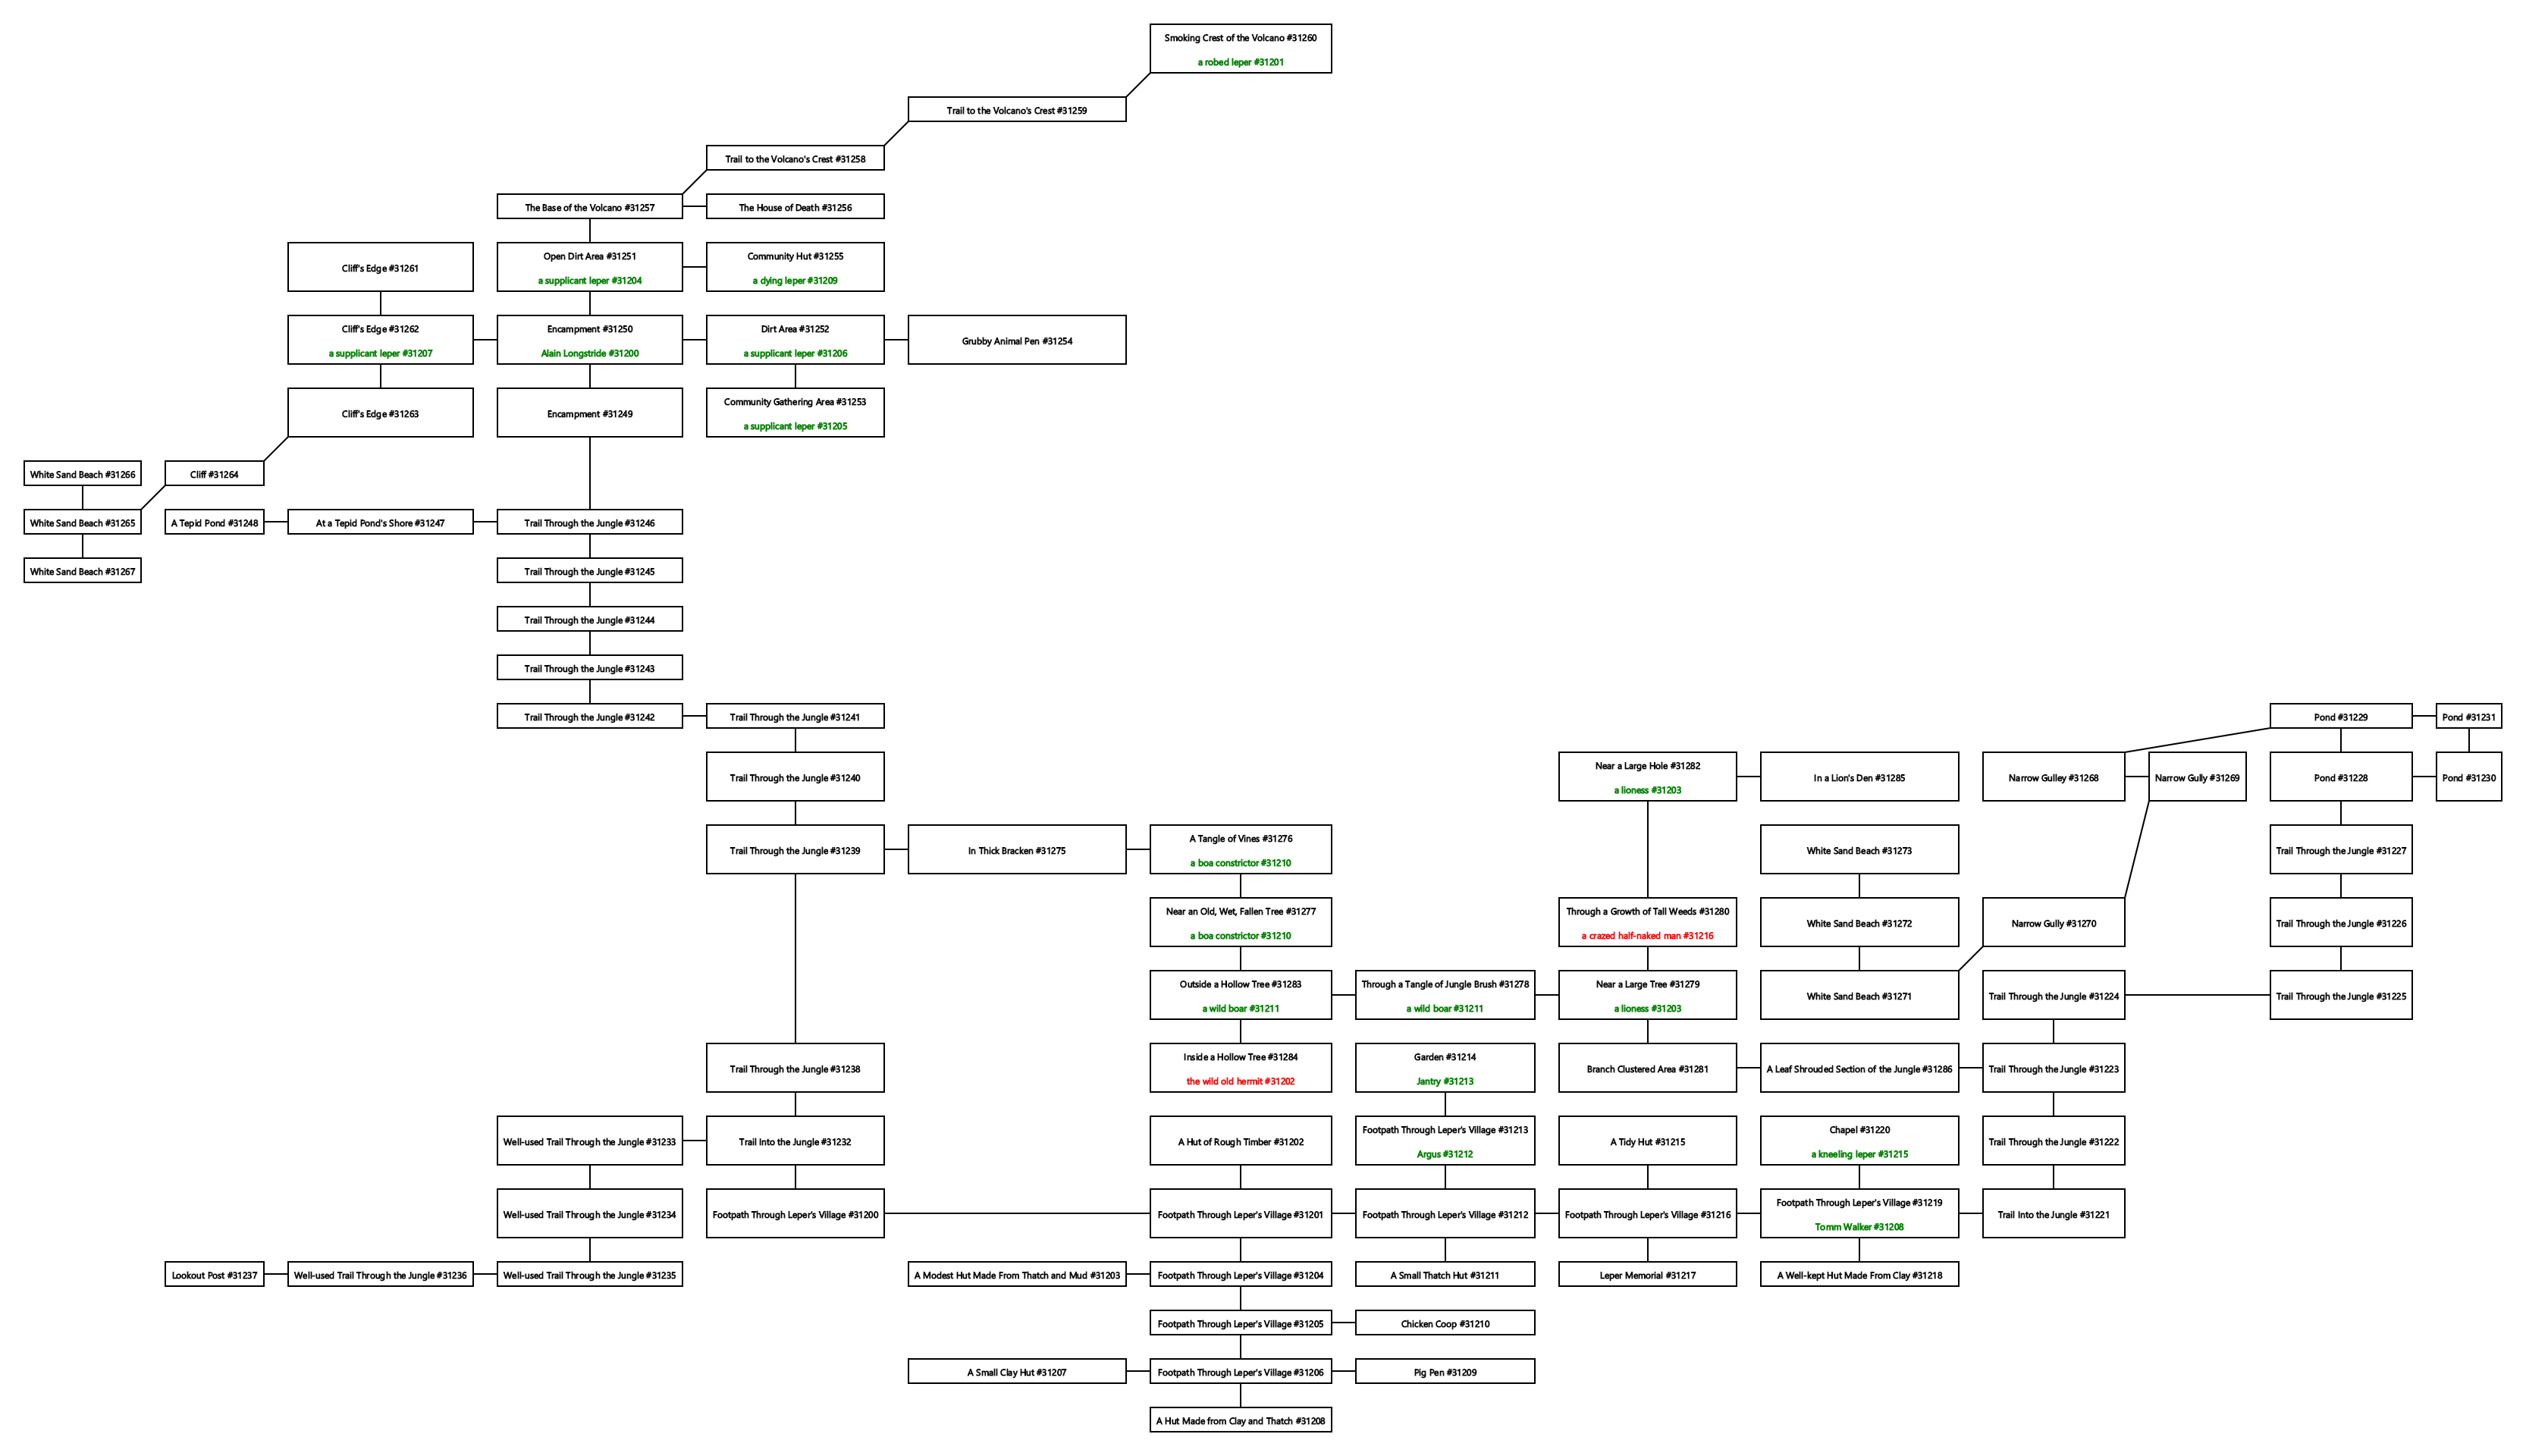 Smoking Crest of the Volcano #31260
a robed leper #31201
Trail to the Volcano's Crest #31259
Trail to the Volcano's Crest #31258
The Base of the Volcano #31257
The House of Death #31256
Cliff's Edge #31261
Open Dirt Area #31251
a supplicant leper #31204
Community Hut #31255
a dying leper #31209
Cliff's Edge #31262
a supplicant leper #31207
Encampment #31250
Alain Longstride #31200
Dirt Area #31252
a supplicant leper #31206
Grubby Animal Pen #31254
Cliff's Edge #31263
Encampment #31249
Community Gathering Area #31253
a supplicant leper #31205
White Sand Beach #31266
Cliff #31264
White Sand Beach #31265
A Tepid Pond #31248
At a Tepid Pond's Shore #31247
Trail Through the Jungle #31246
White Sand Beach #31267
Trail Through the Jungle #31245
Trail Through the Jungle #31244
Trail Through the Jungle #31243
Trail Through the Jungle #31242
Trail Through the Jungle #31241
Pond #31229
Pond #31231
Trail Through the Jungle #31240
Near a Large Hole #31282
a lioness #31203
In a Lion's Den #31285
Narrow Gulley #31268
Narrow Gully #31269
Pond #31228
Pond #31230
Trail Through the Jungle #31239
In Thick Bracken #31275
A Tangle of Vines #31276
a boa constrictor #31210
White Sand Beach #31273
Trail Through the Jungle #31227
Near an Old, Wet, Fallen Tree #31277
a boa constrictor #31210
Through a Growth of Tall Weeds #31280
a crazed half-naked man #31216
White Sand Beach #31272
Narrow Gully #31270
Trail Through the Jungle #31226
Outside a Hollow Tree #31283
a wild boar #31211
Through a Tangle of Jungle Brush #31278
a wild boar #31211
Near a Large Tree #31279
a lioness #31203
White Sand Beach #31271
Trail Through the Jungle #31224
Trail Through the Jungle #31225
Trail Through the Jungle #31238
Inside a Hollow Tree #31284
the wild old hermit #31202
Garden #31214
Jantry #31213
Branch Clustered Area #31281
A Leaf Shrouded Section of the Jungle #31286
Trail Through the Jungle #31223
Well-used Trail Through the Jungle #31233
Trail Into the Jungle #31232
A Hut of Rough Timber #31202
Footpath Through Leper's Village #31213
Argus #31212
A Tidy Hut #31215
Chapel #31220
a kneeling leper #31215
Trail Through the Jungle #31222
Well-used Trail Through the Jungle #31234
Footpath Through Leper's Village #31200
Footpath Through Leper's Village #31201
Footpath Through Leper's Village #31212
Footpath Through Leper's Village #31216
Footpath Through Leper's Village #31219
Tomm Walker #31208
Trail Into the Jungle #31221
Lookout Post #31237
Well-used Trail Through the Jungle #31236
Well-used Trail Through the Jungle #31235
A Modest Hut Made From Thatch and Mud #31203
Footpath Through Leper's Village #31204
A Small Thatch Hut #31211
Leper Memorial #31217
A Well-kept Hut Made From Clay #31218
Footpath Through Leper's Village #31205
Chicken Coop #31210
A Small Clay Hut #31207
Footpath Through Leper's Village #31206
Pig Pen #31209
A Hut Made from Clay and Thatch #31208